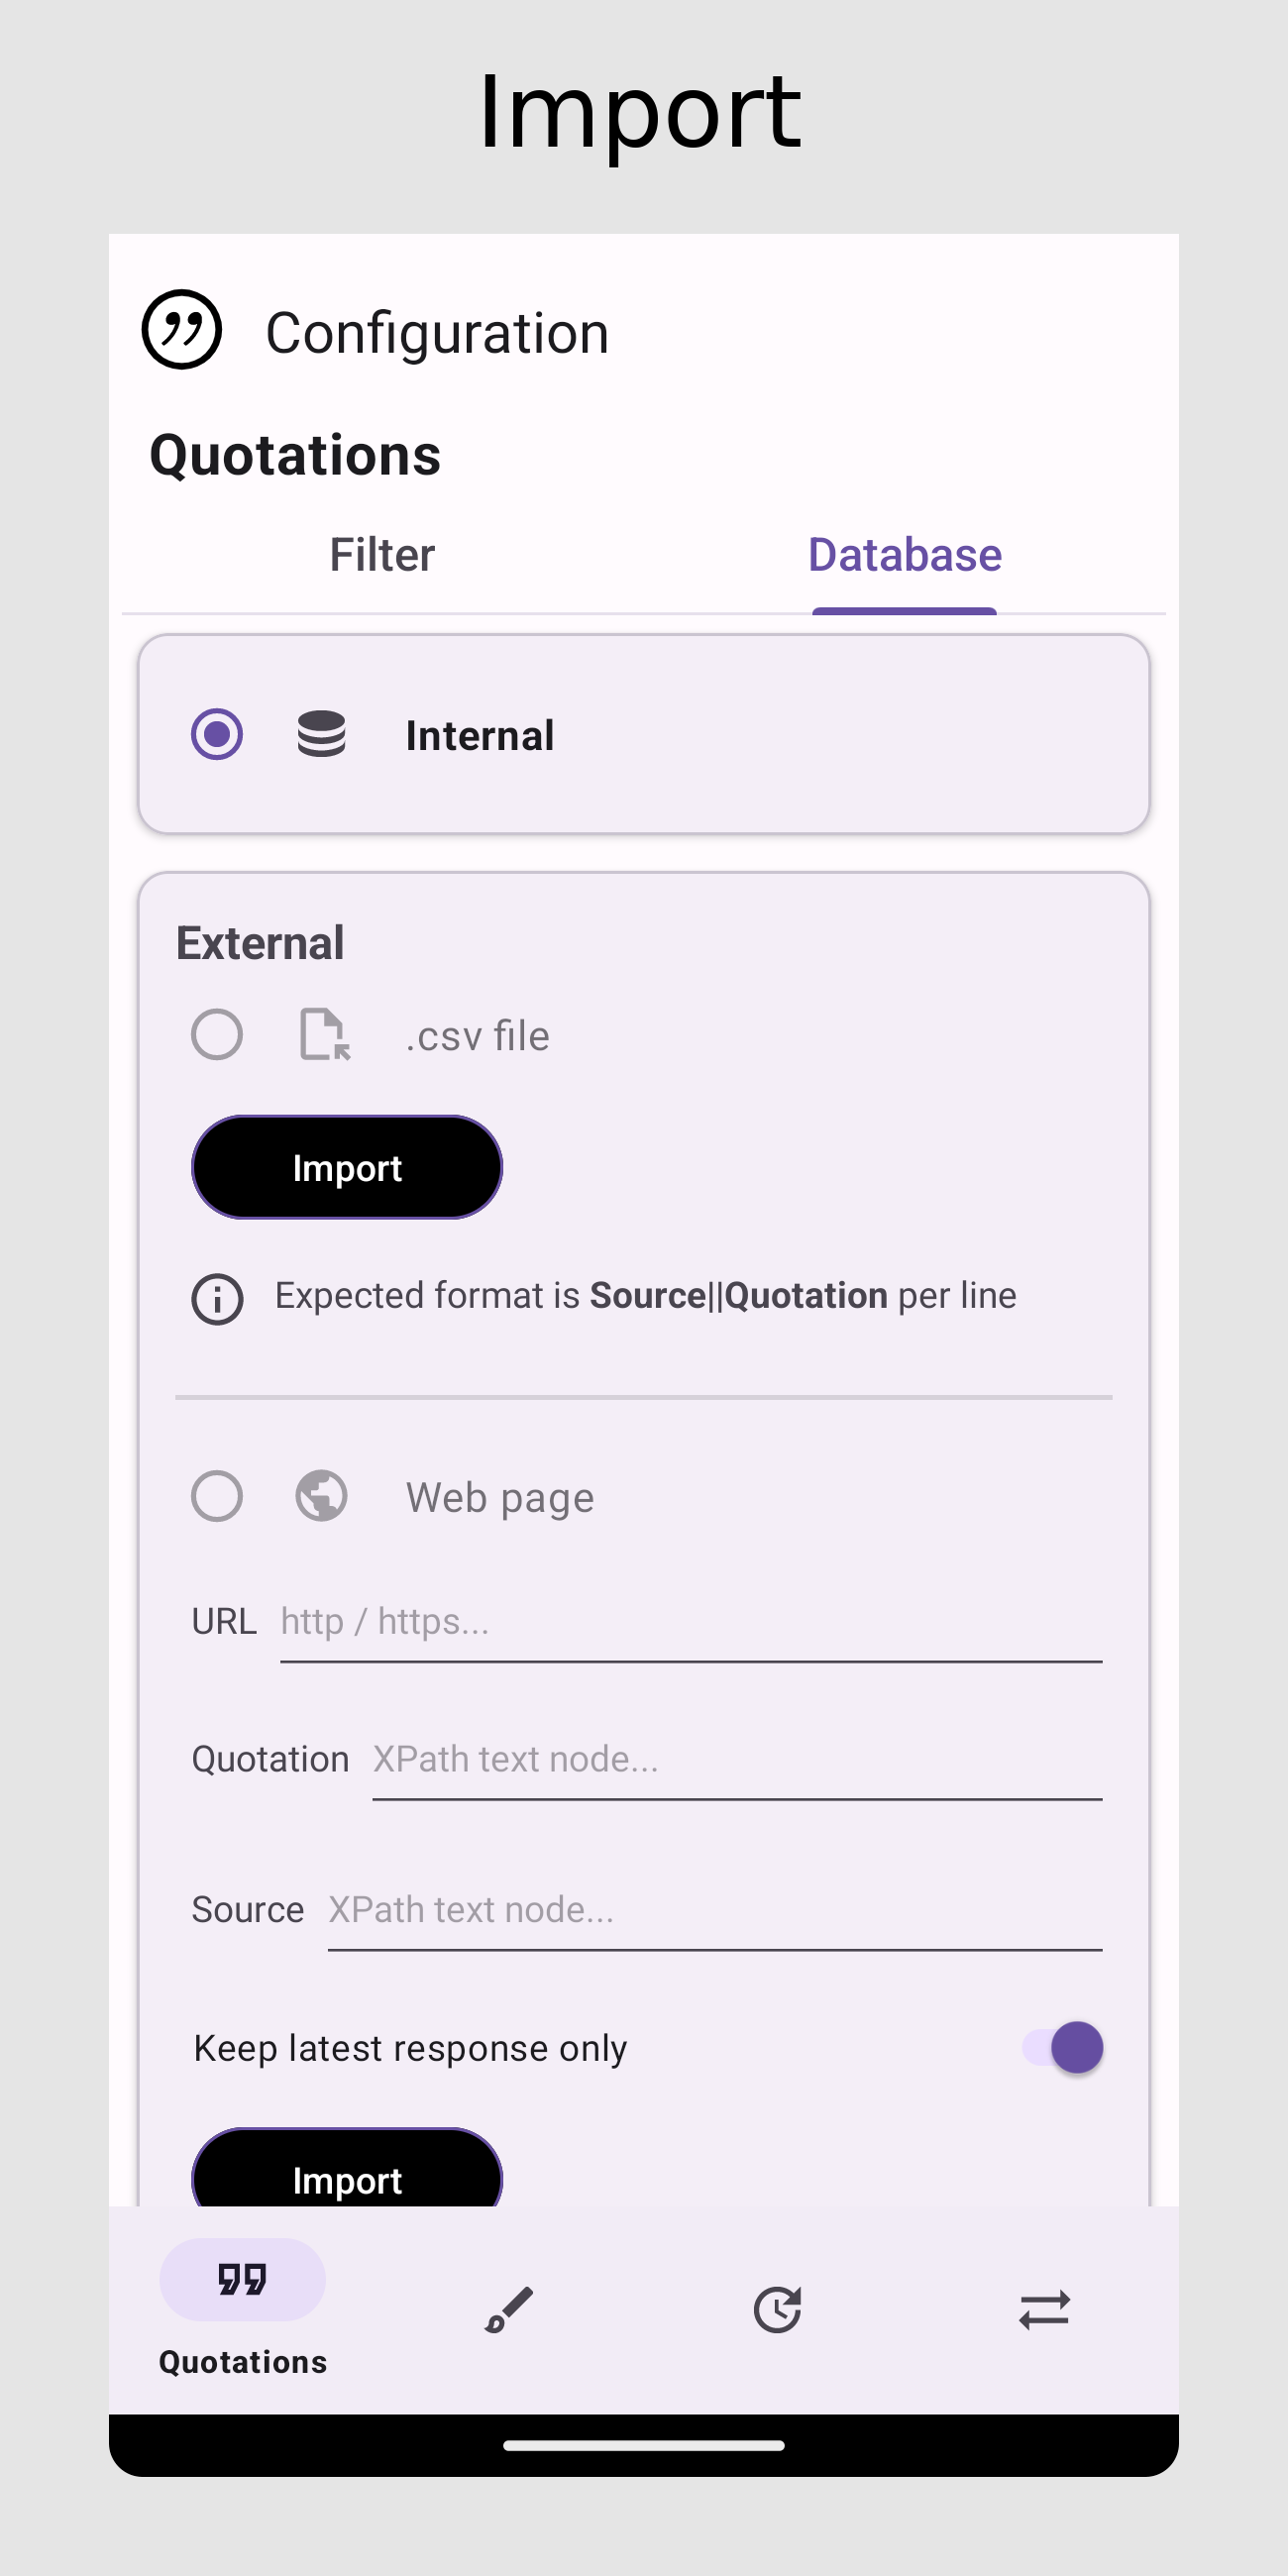 Import
Configuration
Quotations
Filter
Database
Internal
External
.csv file
Import
Expected format is Source||Quotation per line
Web page
URL http / https...
Quotation XPath text node...
Source XPath text node...
Keep latest response only
Import
Quotations